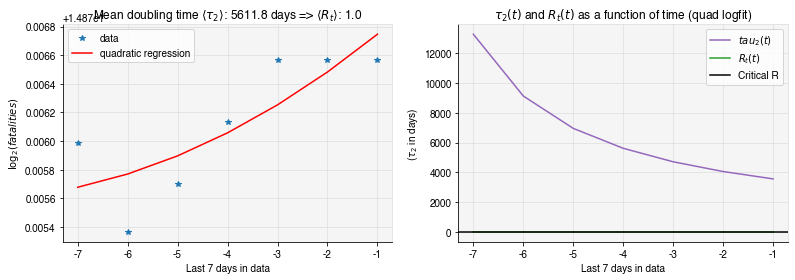 Mean doubling time ⟨τ₂⟩: 5611.8 days => ⟨Rₜ⟩: 1.0
0.0068
0.0066
0.0064
0.0062
0.0060
0.0058
0.0056
0.0054
log₂(fatalities)
data
quadratic regression
-7 -6 -5 -4 -3 -2 -1
Last 7 days in data
τ₂(t) and Rₜ(t) as a function of time (quad logfit)
12000
10000
8000
6000
4000
2000
0
(τ₂ in days)
tau₂(t)
Rₜ(t)
Critical R
-7 -6 -5 -4 -3 -2 -1
Last 7 days in data